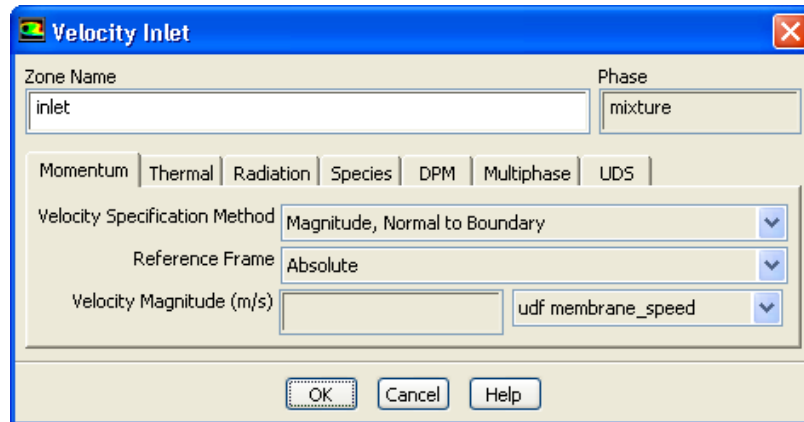 Velocity Inlet
Zone Name Phase
inlet mixture
Momentum Thermal Radiation Species DPM Multiphase UDS
Velocity Specification Method Magnitude, Normal to Boundary
Reference Frame Absolute
Velocity Magnitude (m/s) udf membrane_speed
OK Cancel Help